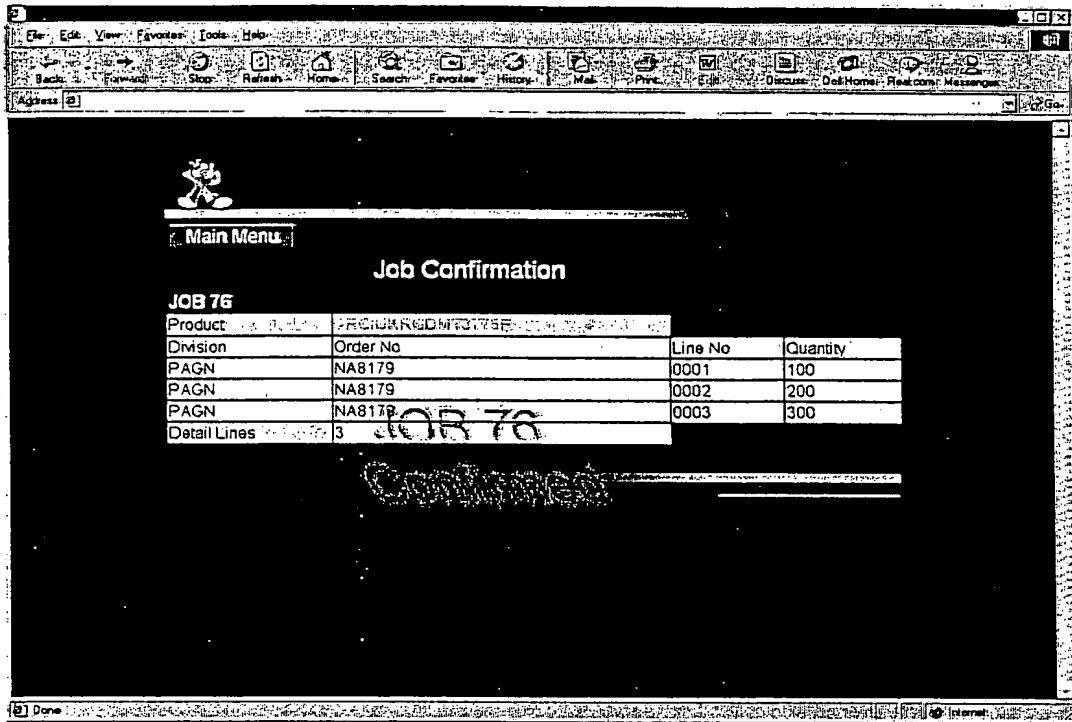 File Edit View Favorites Tools Help
Back Forward Stop Refresh Home Search Favorites History Mail Print Edit Discuss Dell Home Messenger
Address Go
Main Menu
Job Confirmation
JOB 76
Product
Division Order No Line No Quantity
PAGN NA8179 0001 100
PAGN NA8179 0002 200
PAGN NA8179 0003 300
Detail Lines 3
JOB 76
Confirmed
Done Internet